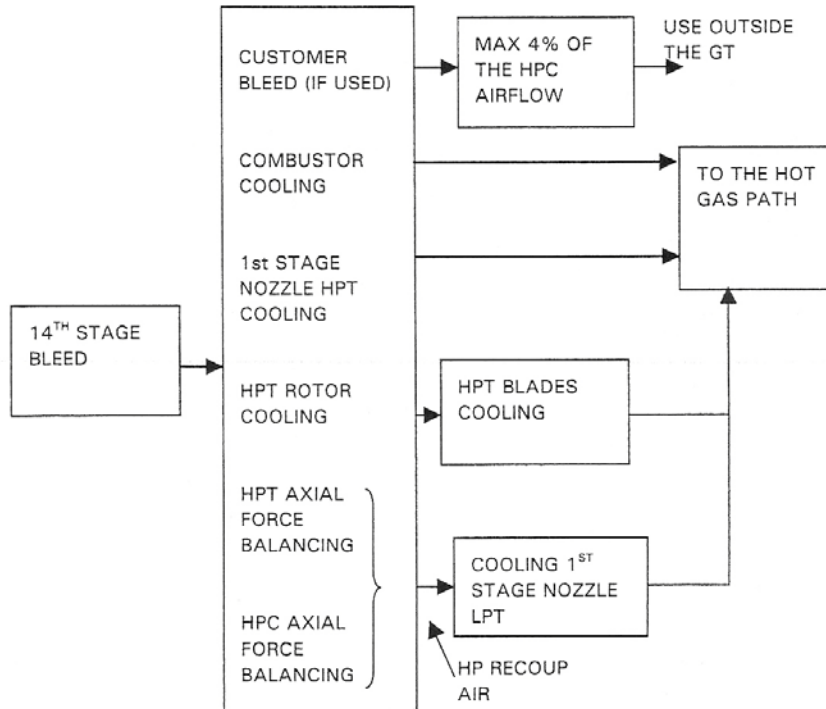 14TH STAGE
BLEED
CUSTOMER
BLEED (IF USED)
COMBUSTOR
COOLING
1st STAGE
NOZZLE HPT
COOLING
HPT ROTOR
COOLING
HPT AXIAL
FORCE
BALANCING
HPC AXIAL
FORCE
BALANCING
MAX 4% OF
THE HPC
AIRFLOW
USE OUTSIDE
THE GT
TO THE HOT
GAS PATH
HPT BLADES
COOLING
COOLING 1ST
STAGE NOZZLE
LPT
HP RECOUP
AIR